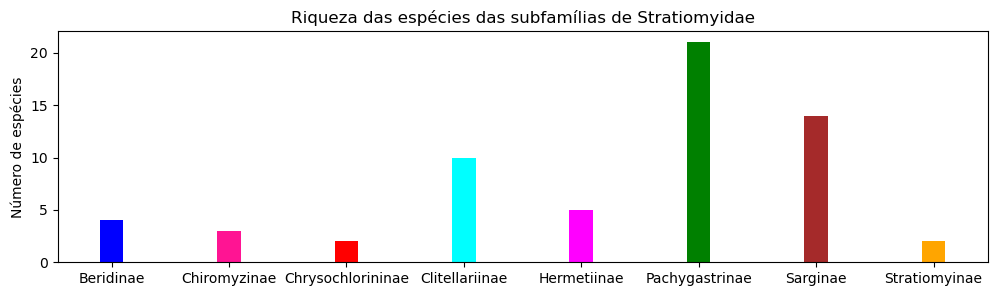 Riqueza das espécies das subfamílias de Stratiomyidae
Número de espécies
20
15
10
5
0
Beridinae Chiromyzinae Chrysochlorininae Clitellariinae Hermetiinae Pachygastrinae Sarginae Stratiomyinae